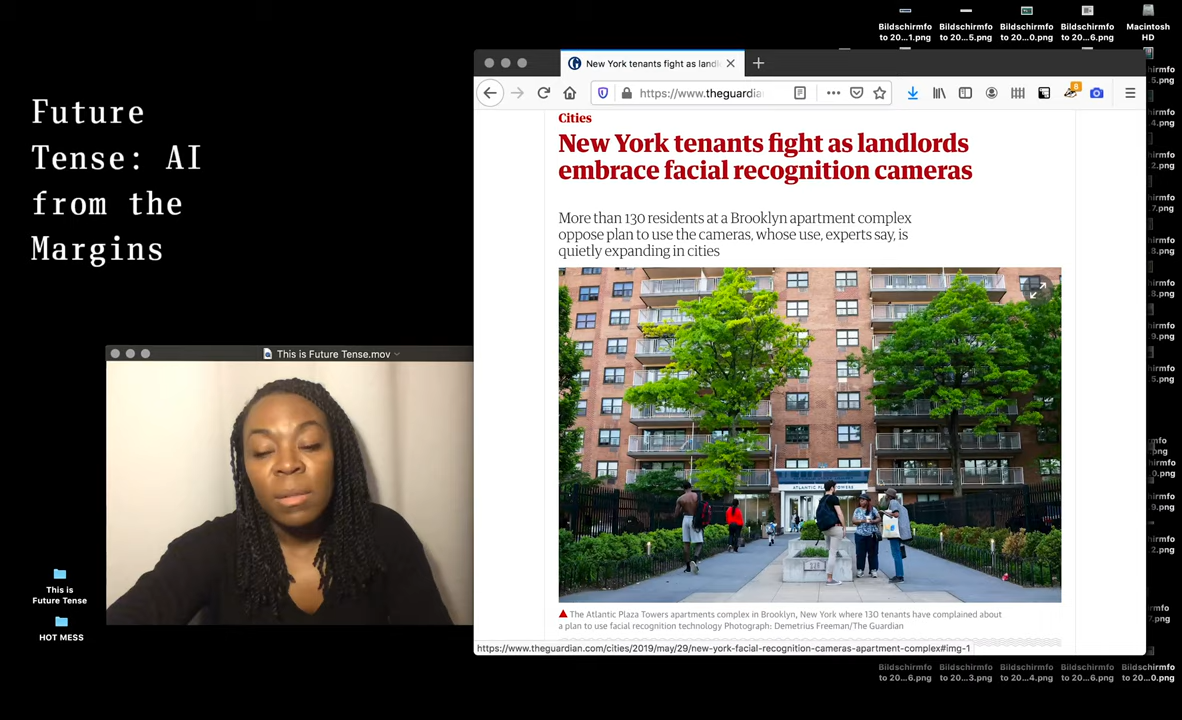 Future
Tense: AI
from the
Margins
This is Future Tense.mov
This is
Future Tense
HOT MESS
New York tenants fight as landl
https://www.theguardia
8
Cities
New York tenants fight as landlords
embrace facial recognition cameras
More than 130 residents at a Brooklyn apartment complex
oppose plan to use the cameras, whose use, experts say, is
quietly expanding in cities
ATLANTIC PLAZA TOWERS
The Atlantic Plaza Towers apartments complex in Brooklyn, New York where 130 tenants have complained about
a plan to use facial recognition technology Photograph: Demetrius Freeman/The Guardian
https://www.theguardian.com/cities/2019/may/29/new-york-facial-recognition-cameras-apartment-complex#img-1
Bildschirmfo
to 20...1.png
Bildschirmfo
to 20...5.png
Bildschirmfo
to 20...0.png
Bildschirmfo
to 20...6.png
Macintosh
HD
Bildschirmfo
to 20...6.png
Bildschirmfo
to 20...3.png
Bildschirmfo
to 20...4.png
Bildschirmfo
to 20...0.png